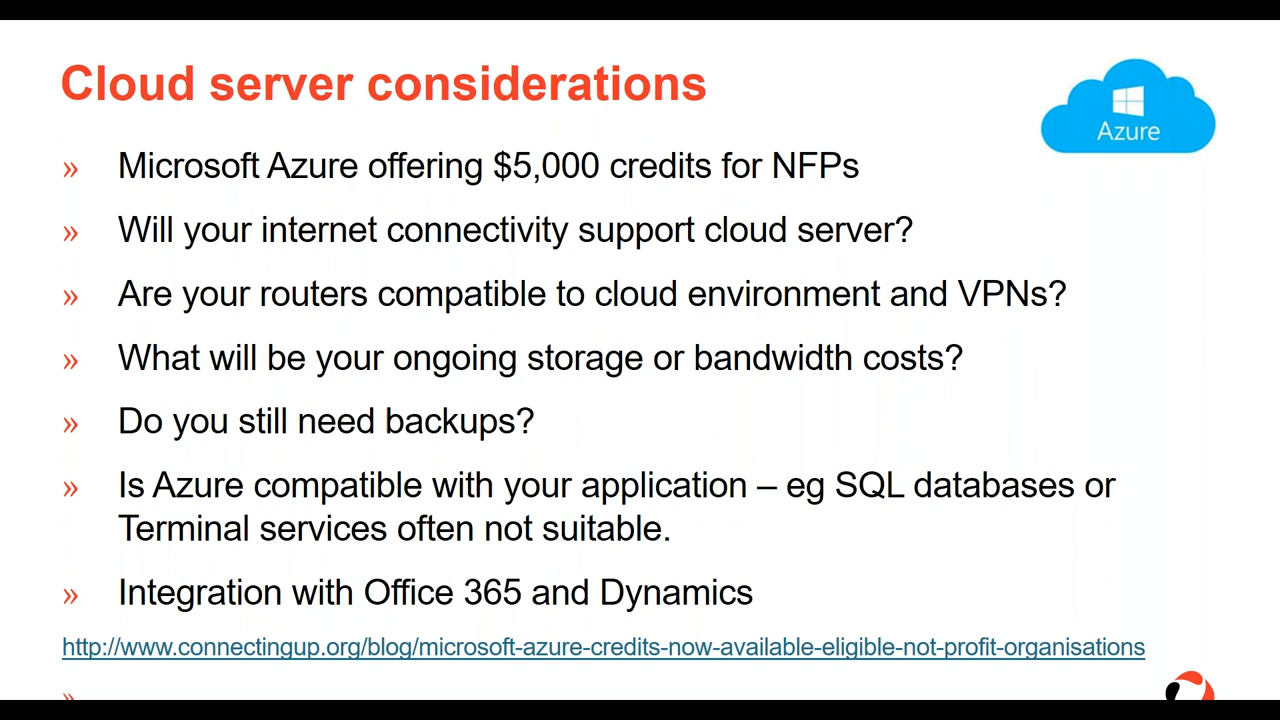 Cloud server considerations
Azure
» Microsoft Azure offering $5,000 credits for NFPs
» Will your internet connectivity support cloud server?
» Are your routers compatible to cloud environment and VPNs?
» What will be your ongoing storage or bandwidth costs?
» Do you still need backups?
» Is Azure compatible with your application – eg SQL databases or
Terminal services often not suitable.
» Integration with Office 365 and Dynamics
http://www.connectingup.org/blog/microsoft-azure-credits-now-available-eligible-not-profit-organisations
»